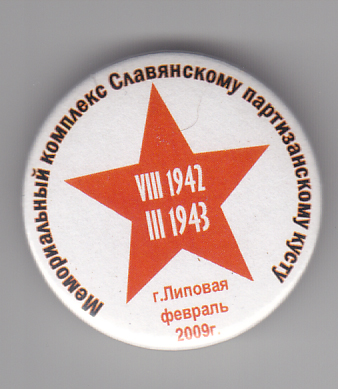 Мемориальный комплекс Славянскому партизанскому кусту
VIII 1942
III 1943
г.Липовая
февраль
2009г.